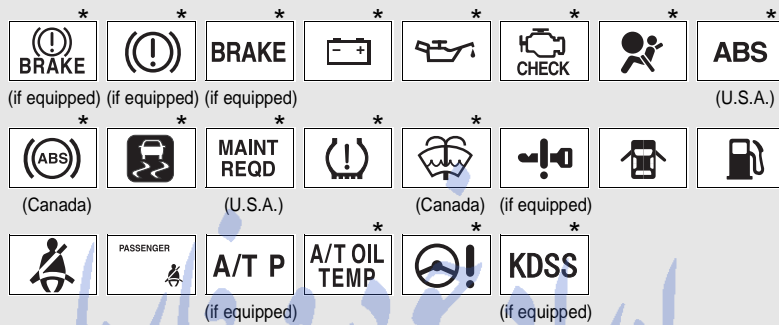 * * * * * * * *
BRAKE BRAKE - + CHECK ABS
(if equipped) (if equipped) (if equipped) (U.S.A.)
* * * * *
(ABS) MAINT REQD (!)
(Canada) (U.S.A.) (Canada) (if equipped)
* * *
PASSENGER A/T P A/T OIL TEMP ! KDSS
(if equipped) (if equipped)